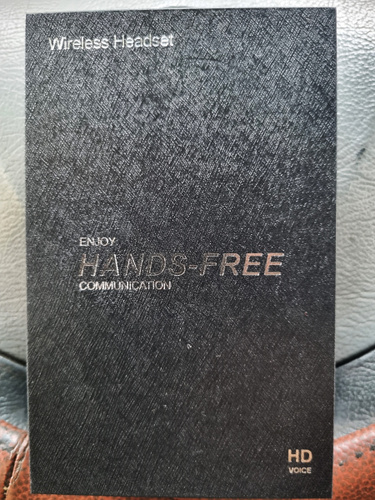 Wireless Headset
ENJOY
HANDS-FREE
COMMUNICATION
HD
VOICE